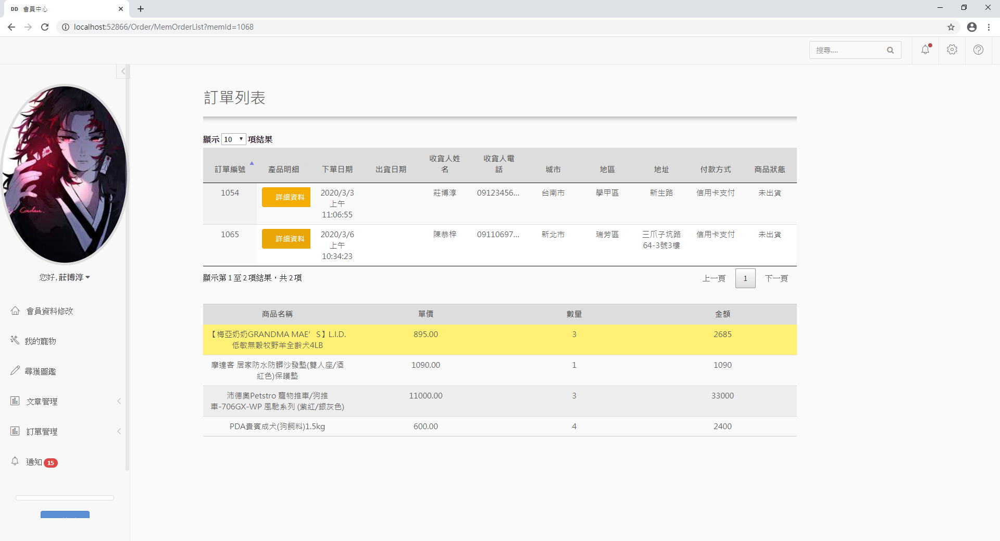 DD 會員中心
localhost:52866/Order/MemOrderList?memId=1068
搜尋....
訂單列表
顯示 10 項結果
訂單編號 產品明細 下單日期 出貨日期 收貨人姓名 收貨人電話 城市 地區 地址 付款方式 商品狀態
1054 詳細資料 2020/3/3 上午 11:06:55 莊博淳 09123456... 台南市 學甲區 新生路 信用卡支付 未出貨
1065 詳細資料 2020/3/6 上午 10:34:23 陳恭梓 09110697... 新北市 瑞芳區 三爪子坑路64-3號3樓 信用卡支付 未出貨
顯示第 1 至 2 項結果，共 2 項
上一頁 1 下一頁
商品名稱 單價 數量 金額
【梅亞奶奶GRANDMA MAE’S】L.I.D.低敏無穀牧野羊全齡犬4LB 895.00 3 2685
摩達客 居家防水防髒沙發墊(雙人座/酒紅色)保護墊 1090.00 1 1090
沛德奧Petstro 寵物推車/狗推車-706GX-WP 風馳系列 (紫紅/銀灰色) 11000.00 3 33000
PDA貴賓成犬(狗飼料)1.5kg 600.00 4 2400
您好,莊博淳
會員資料修改
我的寵物
尋獲圖鑑
文章管理
訂單管理
通知 15